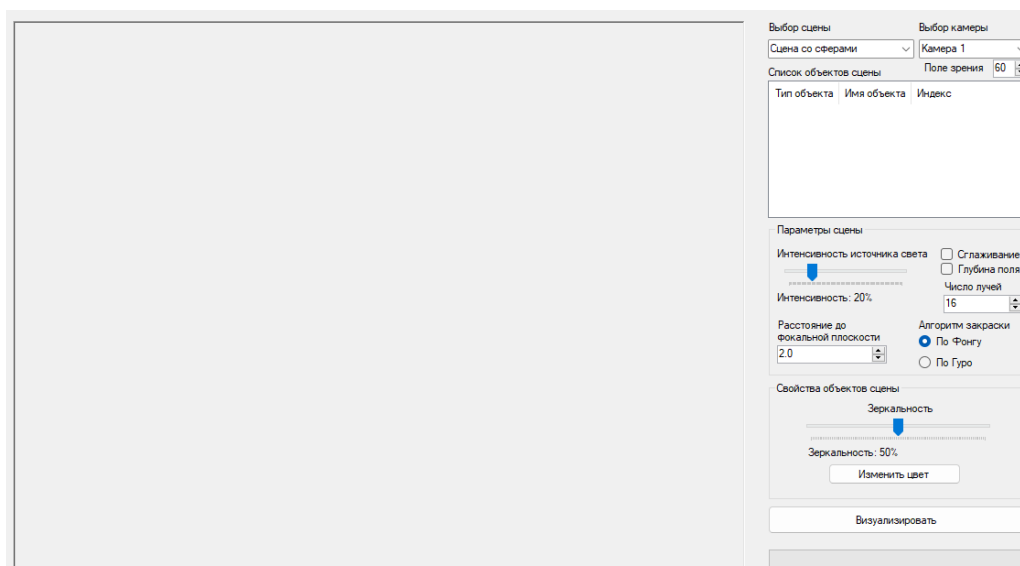 Выбор сцены Выбор камеры
Сцена со сферами Камера 1
Список объектов сцены Поле зрения 60
Тип объекта Имя объекта Индекс
Параметры сцены
Интенсивность источника света Сглаживание
Глубина поля
Число лучей
Интенсивность: 20% 16
Расстояние до Алгоритм закраски
фокальной плоскости По Фонгу
2.0
По Гуро
Свойства объектов сцены
Зеркальность
Зеркальность: 50%
Изменить цвет
Визуализировать